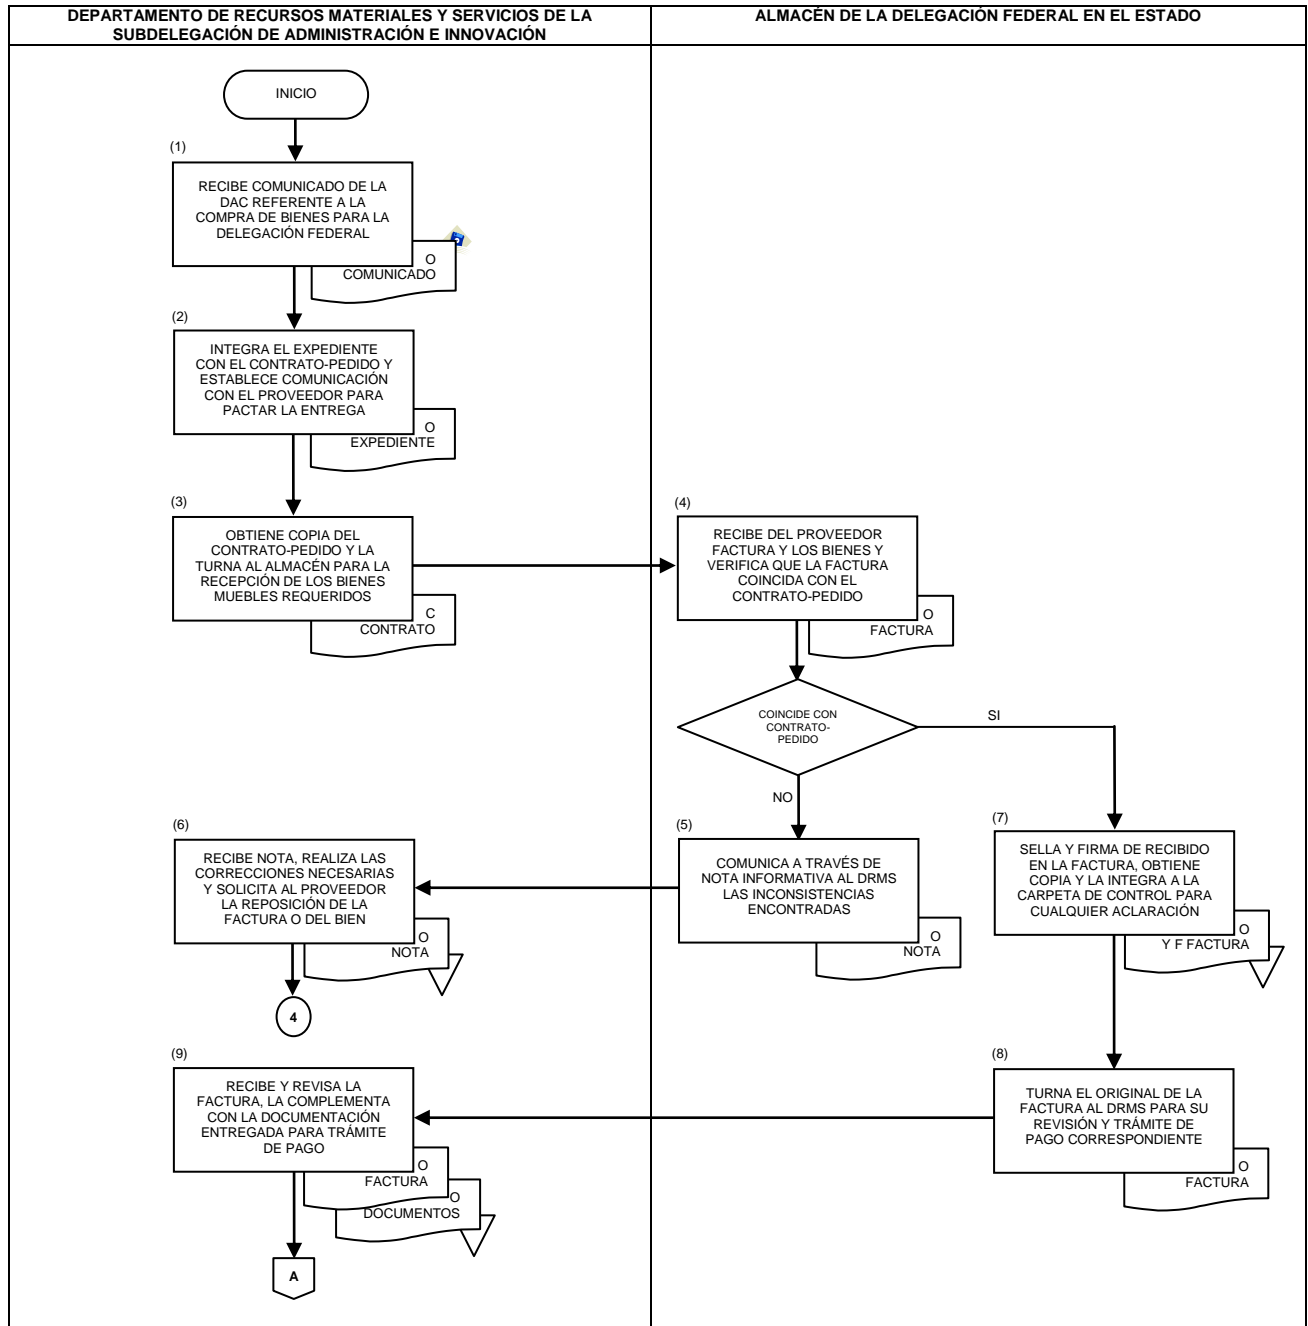 DEPARTAMENTO DE RECURSOS MATERIALES Y SERVICIOS DE LA
SUBDELEGACIÓN DE ADMINISTRACIÓN E INNOVACIÓN
ALMACÉN DE LA DELEGACIÓN FEDERAL EN EL ESTADO
INICIO
(1)
RECIBE COMUNICADO DE LA
DAC REFERENTE A LA
COMPRA DE BIENES PARA LA
DELEGACIÓN FEDERAL
O
COMUNICADO
(2)
INTEGRA EL EXPEDIENTE
CON EL CONTRATO-PEDIDO Y
ESTABLECE COMUNICACIÓN
CON EL PROVEEDOR PARA
PACTAR LA ENTREGA
O
EXPEDIENTE
(3)
OBTIENE COPIA DEL
CONTRATO-PEDIDO Y LA
TURNA AL ALMACÉN PARA LA
RECEPCIÓN DE LOS BIENES
MUEBLES REQUERIDOS
C
CONTRATO
(4)
RECIBE DEL PROVEEDOR
FACTURA Y LOS BIENES Y
VERIFICA QUE LA FACTURA
COINCIDA CON EL
CONTRATO-PEDIDO
O
FACTURA
COINCIDE CON
CONTRATO-
PEDIDO
SI
NO
(5)
COMUNICA A TRAVÉS DE
NOTA INFORMATIVA AL DRMS
LAS INCONSISTENCIAS
ENCONTRADAS
O
NOTA
(6)
RECIBE NOTA, REALIZA LAS
CORRECCIONES NECESARIAS
Y SOLICITA AL PROVEEDOR
LA REPOSICIÓN DE LA
FACTURA O DEL BIEN
O
NOTA
4
(7)
SELLA Y FIRMA DE RECIBIDO
EN LA FACTURA, OBTIENE
COPIA Y LA INTEGRA A LA
CARPETA DE CONTROL PARA
CUALQUIER ACLARACIÓN
O
Y F FACTURA
(8)
TURNA EL ORIGINAL DE LA
FACTURA AL DRMS PARA SU
REVISIÓN Y TRÁMITE DE
PAGO CORRESPONDIENTE
O
FACTURA
(9)
RECIBE Y REVISA LA
FACTURA, LA COMPLEMENTA
CON LA DOCUMENTACIÓN
ENTREGADA PARA TRÁMITE
DE PAGO
O
FACTURA
O
DOCUMENTOS
A